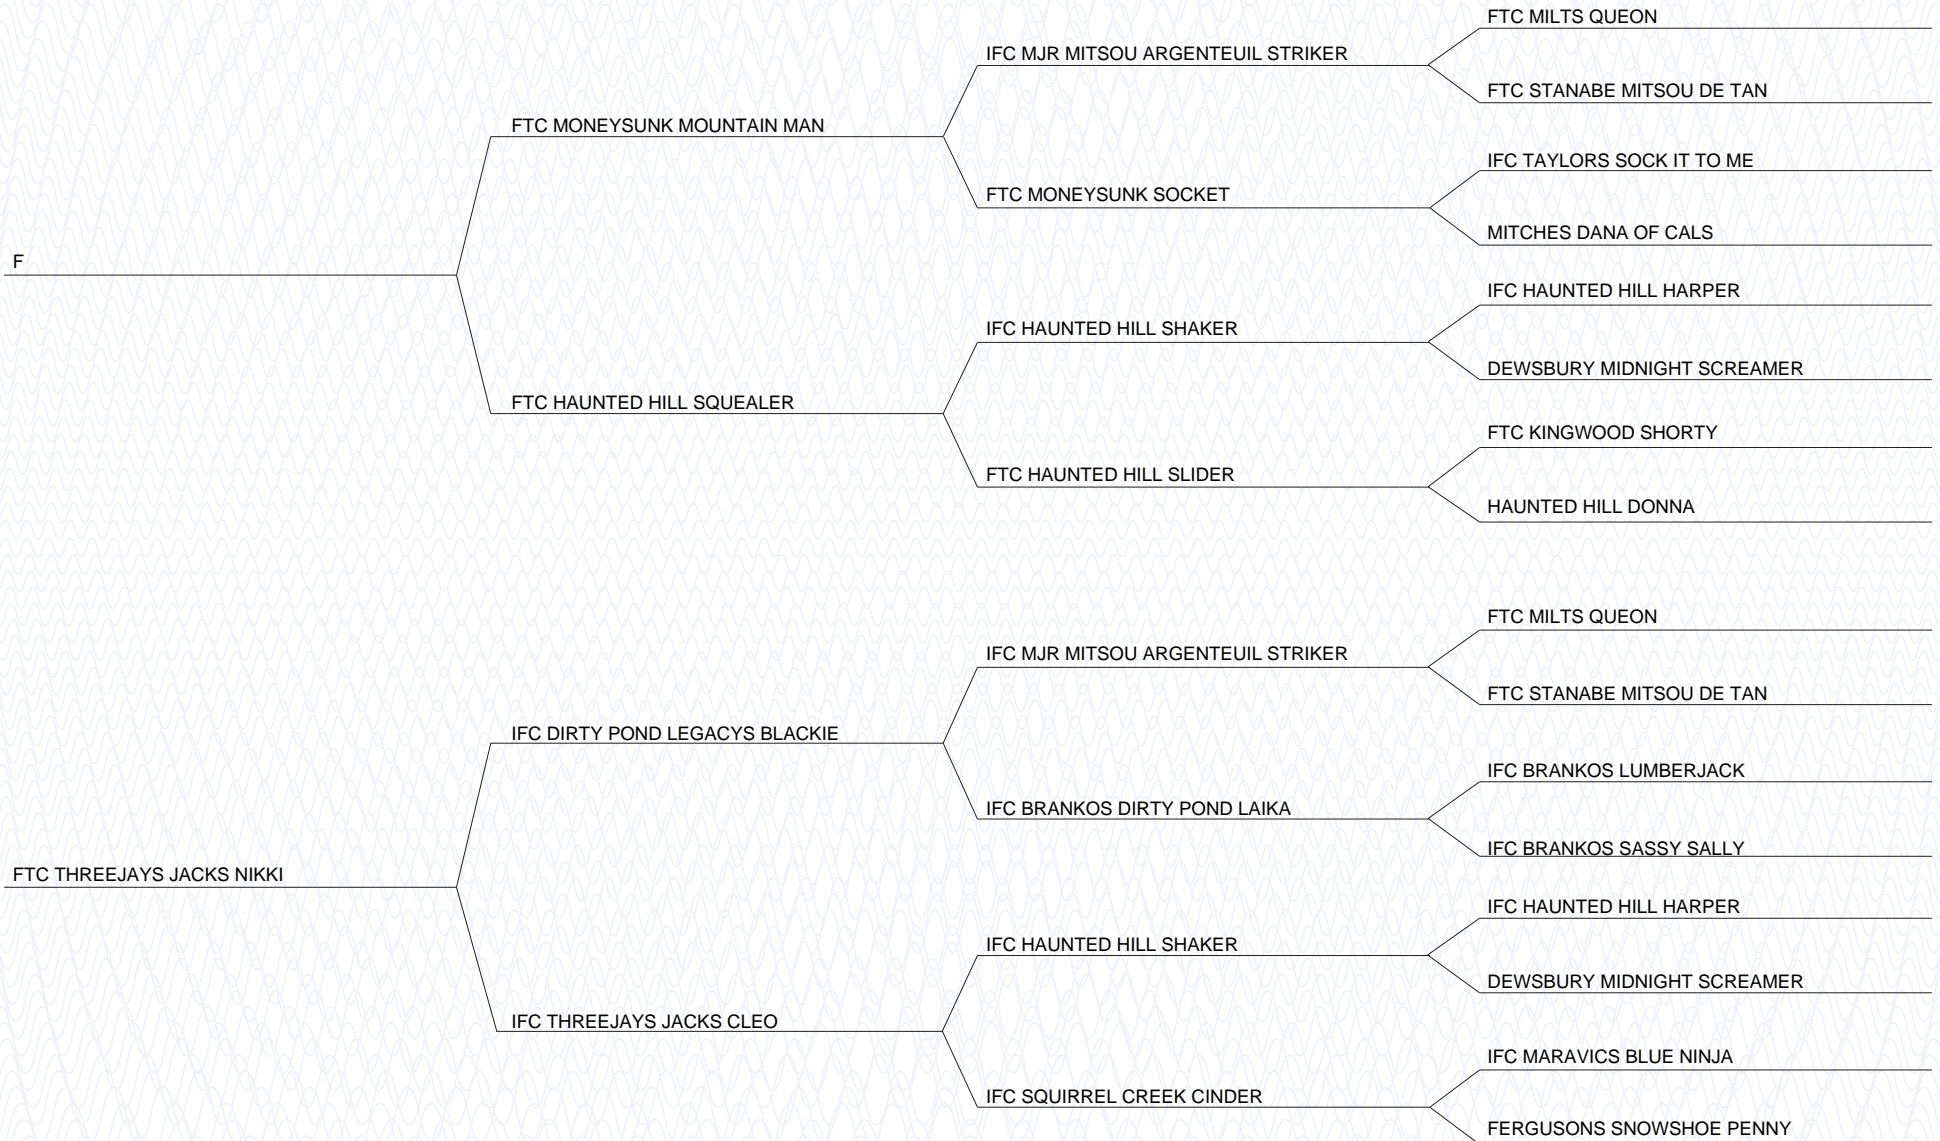 FTC MILTS QUEON
IFC MJR MITSOU ARGENTEUIL STRIKER
FTC STANABE MITSOU DE TAN
FTC MONEYSUNK MOUNTAIN MAN
IFC TAYLORS SOCK IT TO ME
FTC MONEYSUNK SOCKET
MITCHES DANA OF CALS
F
IFC HAUNTED HILL HARPER
IFC HAUNTED HILL SHAKER
DEWSBURY MIDNIGHT SCREAMER
FTC HAUNTED HILL SQUEALER
FTC KINGWOOD SHORTY
FTC HAUNTED HILL SLIDER
HAUNTED HILL DONNA
FTC MILTS QUEON
IFC MJR MITSOU ARGENTEUIL STRIKER
FTC STANABE MITSOU DE TAN
IFC DIRTY POND LEGACYS BLACKIE
IFC BRANKOS LUMBERJACK
IFC BRANKOS DIRTY POND LAIKA
IFC BRANKOS SASSY SALLY
FTC THREEJAYS JACKS NIKKI
IFC HAUNTED HILL HARPER
IFC HAUNTED HILL SHAKER
DEWSBURY MIDNIGHT SCREAMER
IFC THREEJAYS JACKS CLEO
IFC MARAVICS BLUE NINJA
IFC SQUIRREL CREEK CINDER
FERGUSONS SNOWSHOE PENNY